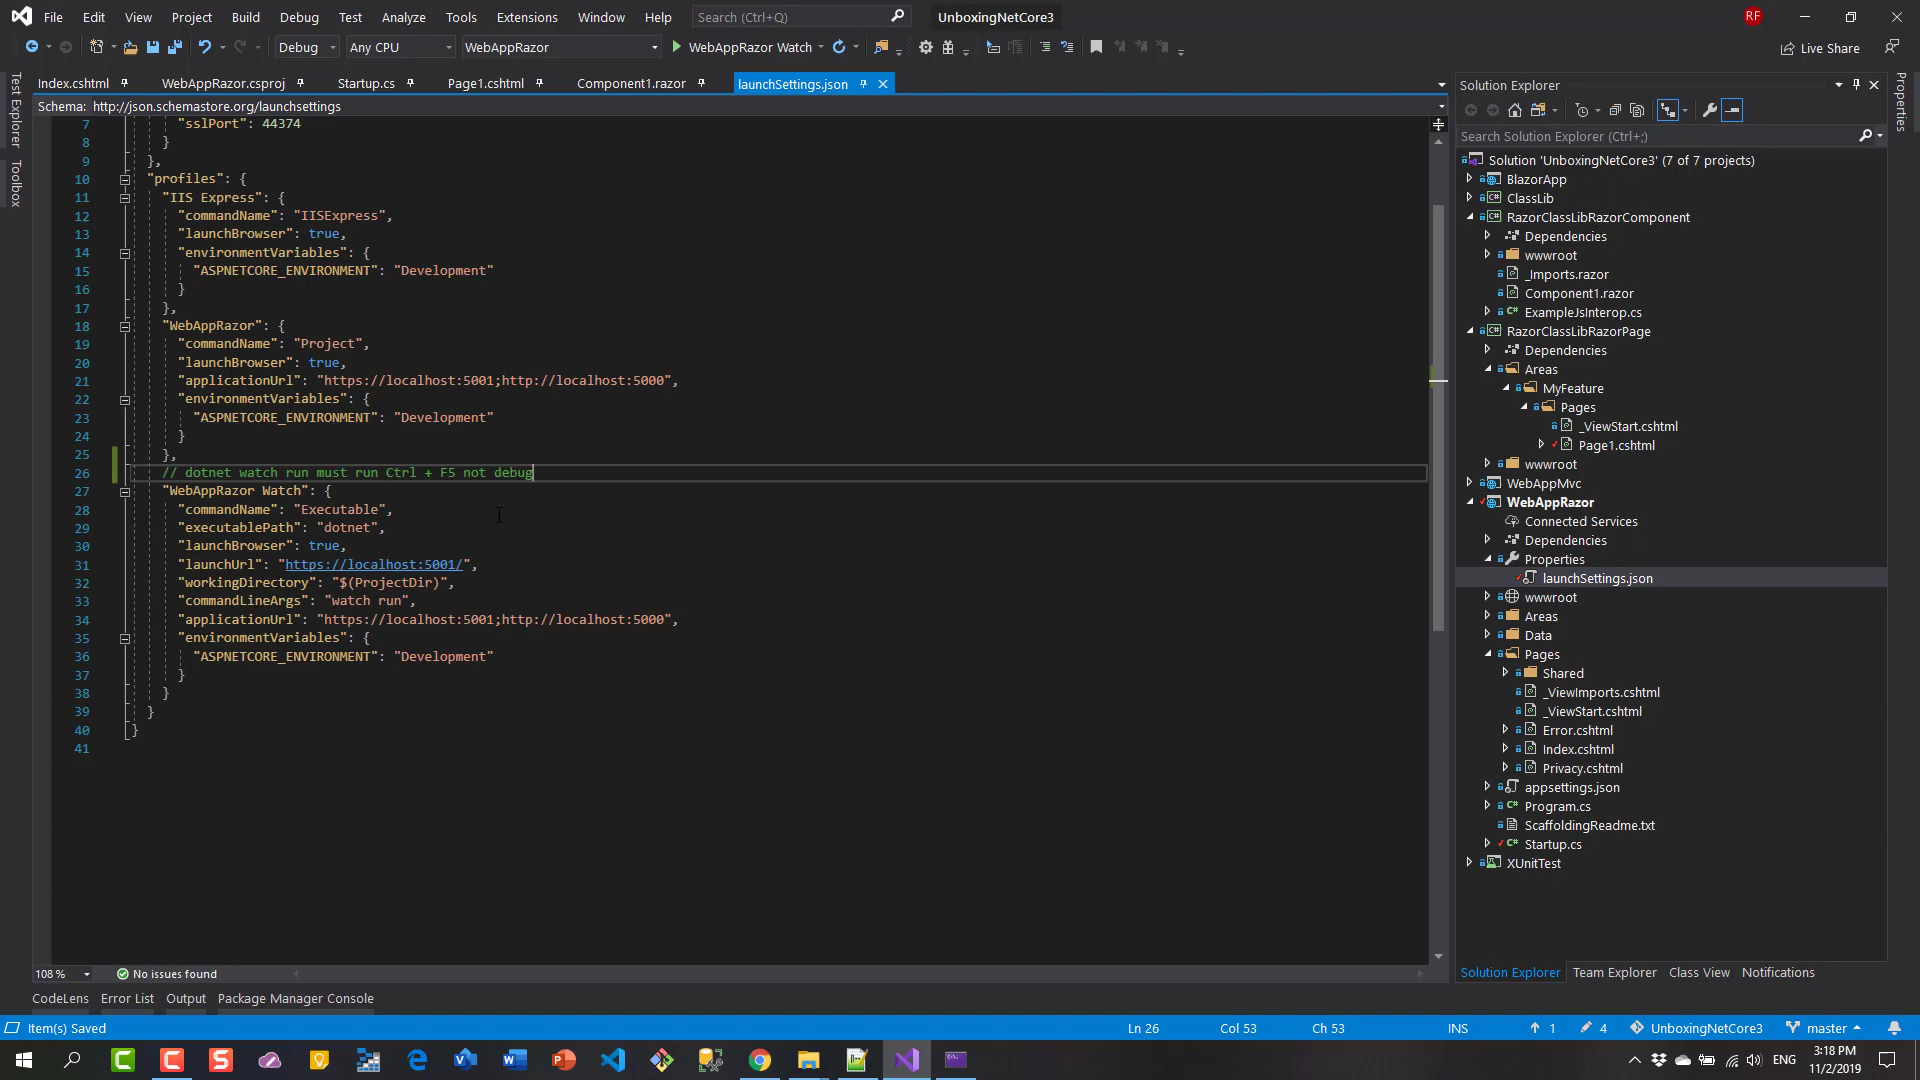 File Edit View Project Build Debug Test Analyze Tools Extensions Window Help Search (Ctrl+Q) UnboxingNetCore3 RF
Debug Any CPU WebAppRazor WebAppRazor Watch Live Share
Index.cshtml WebAppRazor.csproj Startup.cs Page1.cshtml Component1.razor launchSettings.json
Schema: http://json.schemastore.org/launchsettings
Test Explorer
Toolbox
7 "sslPort": 44374
8 }
9 },
10 "profiles": {
11 "IIS Express": {
12 "commandName": "IISExpress",
13 "launchBrowser": true,
14 "environmentVariables": {
15 "ASPNETCORE_ENVIRONMENT": "Development"
16 }
17 },
18 "WebAppRazor": {
19 "commandName": "Project",
20 "launchBrowser": true,
21 "applicationUrl": "https://localhost:5001;http://localhost:5000",
22 "environmentVariables": {
23 "ASPNETCORE_ENVIRONMENT": "Development"
24 }
25 },
26 // dotnet watch run must run Ctrl + F5 not debug
27 "WebAppRazor Watch": {
28 "commandName": "Executable",
29 "executablePath": "dotnet",
30 "launchBrowser": true,
31 "launchUrl": "https://localhost:5001/",
32 "workingDirectory": "$(ProjectDir)",
33 "commandLineArgs": "watch run",
34 "applicationUrl": "https://localhost:5001;http://localhost:5000",
35 "environmentVariables": {
36 "ASPNETCORE_ENVIRONMENT": "Development"
37 }
38 }
39 }
40 }
41
108 % No issues found
CodeLens Error List Output Package Manager Console
Solution Explorer
Search Solution Explorer (Ctrl+;)
Solution 'UnboxingNetCore3' (7 of 7 projects)
BlazorApp
ClassLib
RazorClassLibRazorComponent
Dependencies
wwwroot
_Imports.razor
Component1.razor
ExampleJsInterop.cs
RazorClassLibRazorPage
Dependencies
Areas
MyFeature
Pages
_ViewStart.cshtml
Page1.cshtml
wwwroot
WebAppMvc
WebAppRazor
Connected Services
Dependencies
Properties
launchSettings.json
wwwroot
Areas
Data
Pages
Shared
_ViewImports.cshtml
_ViewStart.cshtml
Error.cshtml
Index.cshtml
Privacy.cshtml
appsettings.json
Program.cs
ScaffoldingReadme.txt
Startup.cs
XUnitTest
Solution Explorer Team Explorer Class View Notifications
Properties
Item(s) Saved Ln 26 Col 53 Ch 53 INS 1 4 UnboxingNetCore3 master
ENG 3:18 PM
11/2/2019